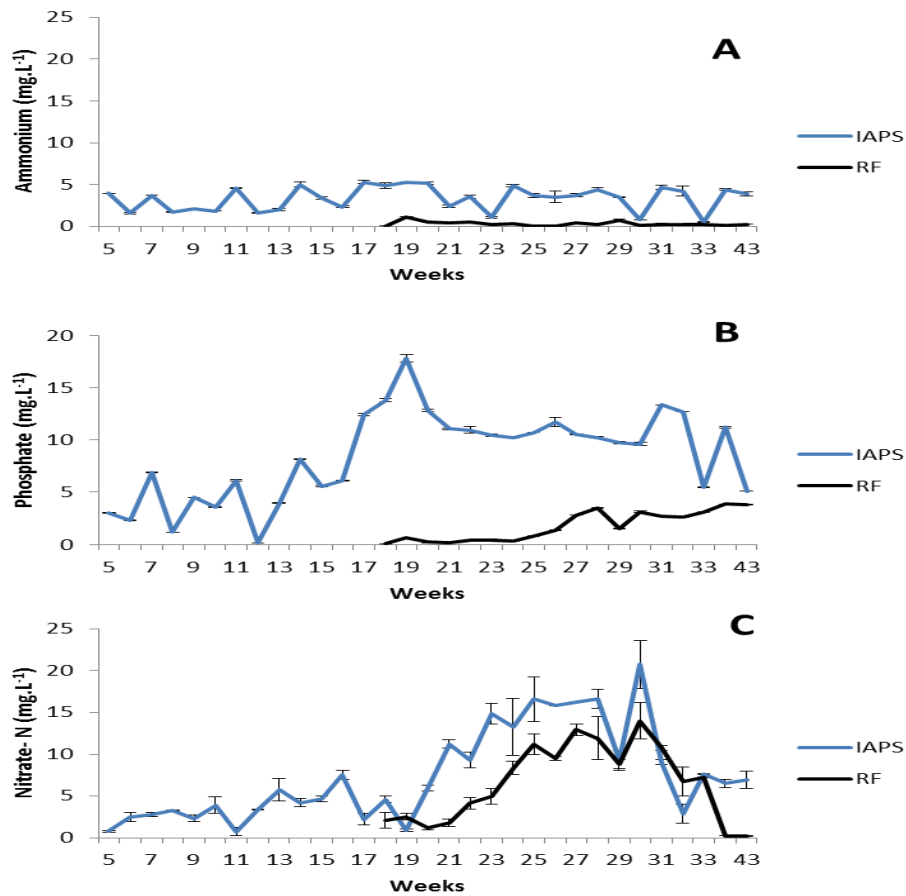 A
Ammonium (mg.L-1)
25
20
15
10
5
0
5 7 9 11 13 15 17 19 21 23 25 27 29 31 33 43
Weeks
IAPS
RF
B
Phosphate (mg.L-1)
20
15
10
5
0
5 7 9 11 13 15 17 19 21 23 25 27 29 31 33 43
Weeks
IAPS
RF
C
Nitrate- N (mg.L-1)
25
20
15
10
5
0
5 7 9 11 13 15 17 19 21 23 25 27 29 31 33 43
Weeks
IAPS
RF